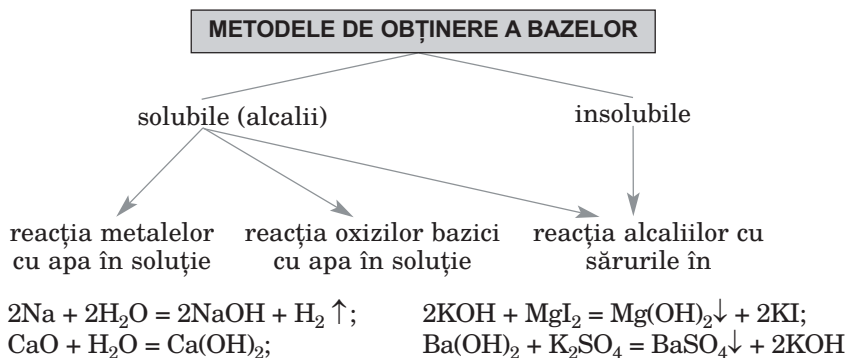 METODELE DE OBȚINERE A BAZELOR
solubile (alcalii)
insolubile
reacția metalelor
cu apa în soluție
reacția oxizilor bazici
cu apa în soluție
reacția alcaliilor cu
sărurile în
2Na + 2H₂O = 2NaOH + H₂ ↑;
CaO + H₂O = Ca(OH)₂;
2KOH + MgI₂ = Mg(OH)₂↓ + 2KI;
Ba(OH)₂ + K₂SO₄ = BaSO₄↓ + 2KOH